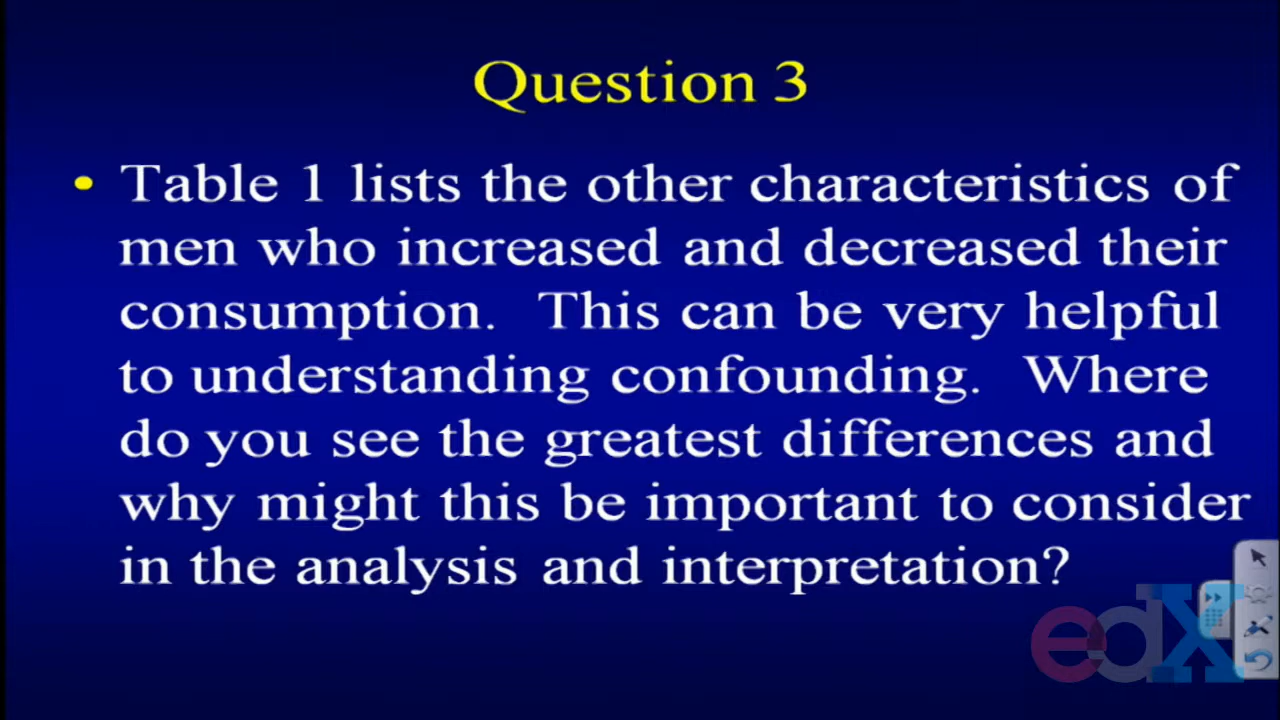 Question 3
• Table 1 lists the other characteristics of
men who increased and decreased their
consumption. This can be very helpful
to understanding confounding. Where
do you see the greatest differences and
why might this be important to consider
in the analysis and interpretation?
edX